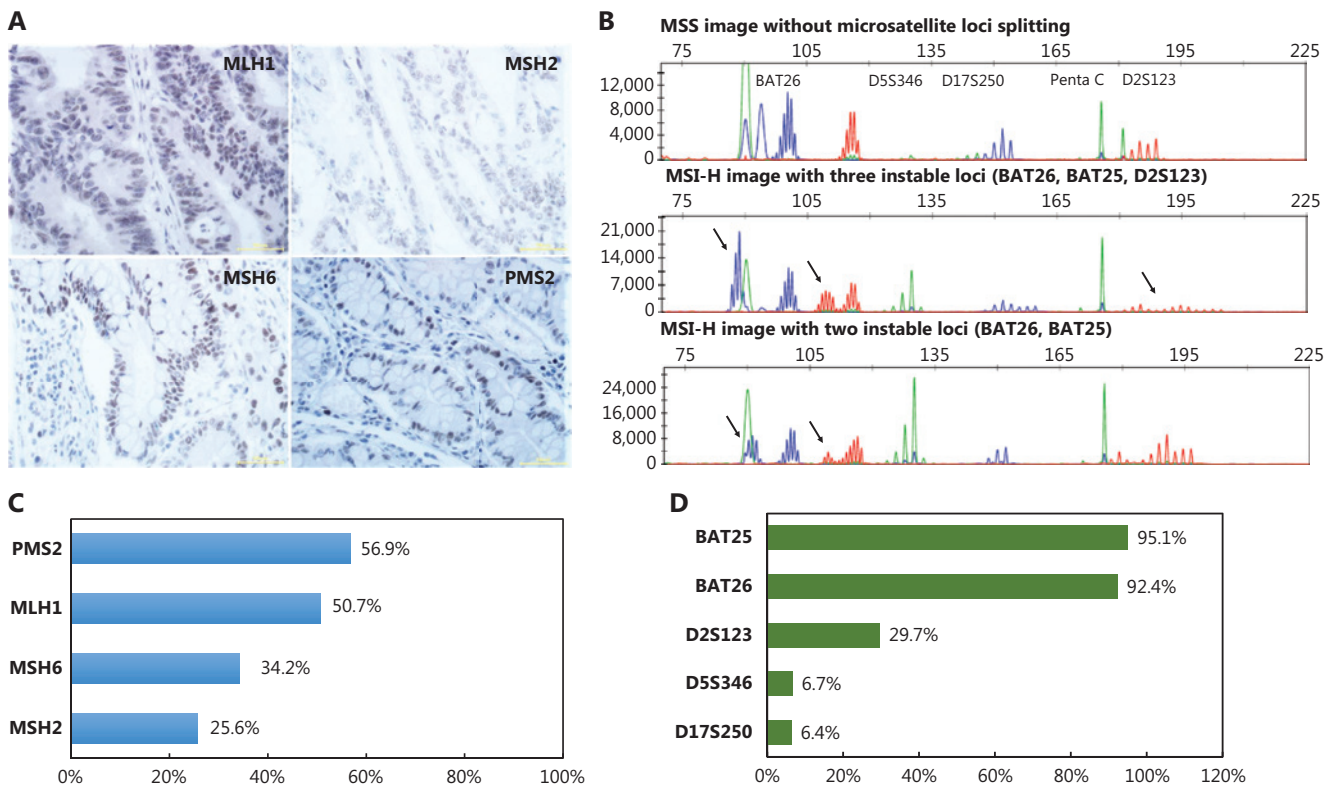 A
MLH1
MSH2
MSH6
PMS2
B
MSS image without microsatellite loci splitting
75 105 135 165 195 225
BAT26 D5S346 D17S250 Penta C D2S123
12,000
8,000
4,000
0
MSI-H image with three instable loci (BAT26, BAT25, D2S123)
75 105 135 165 195 225
21,000
14,000
7,000
0
MSI-H image with two instable loci (BAT26, BAT25)
75 105 135 165 195 225
24,000
16,000
8,000
0
C
PMS2 56.9%
MLH1 50.7%
MSH6 34.2%
MSH2 25.6%
0% 20% 40% 60% 80% 100%
D
BAT25 95.1%
BAT26 92.4%
D2S123 29.7%
D5S346 6.7%
D17S250 6.4%
0% 20% 40% 60% 80% 100% 120%